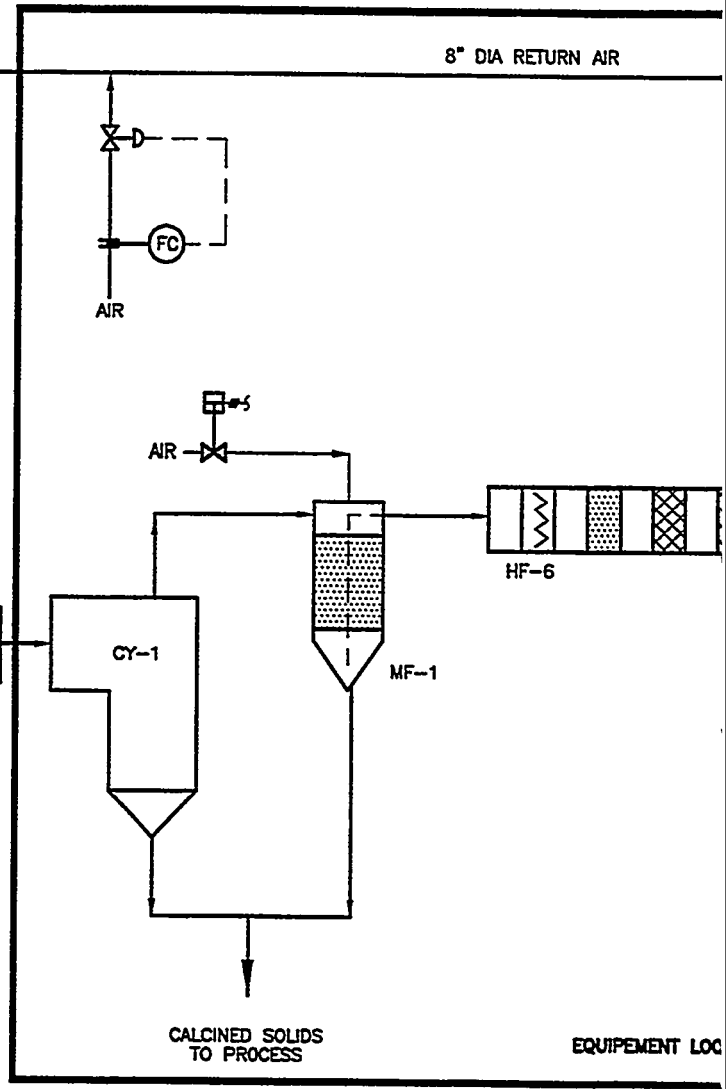 8" DIA RETURN AIR
FC
AIR
AIR
HF-6
CY-1
MF-1
CALCINED SOLIDS
TO PROCESS
EQUIPEMENT LOC